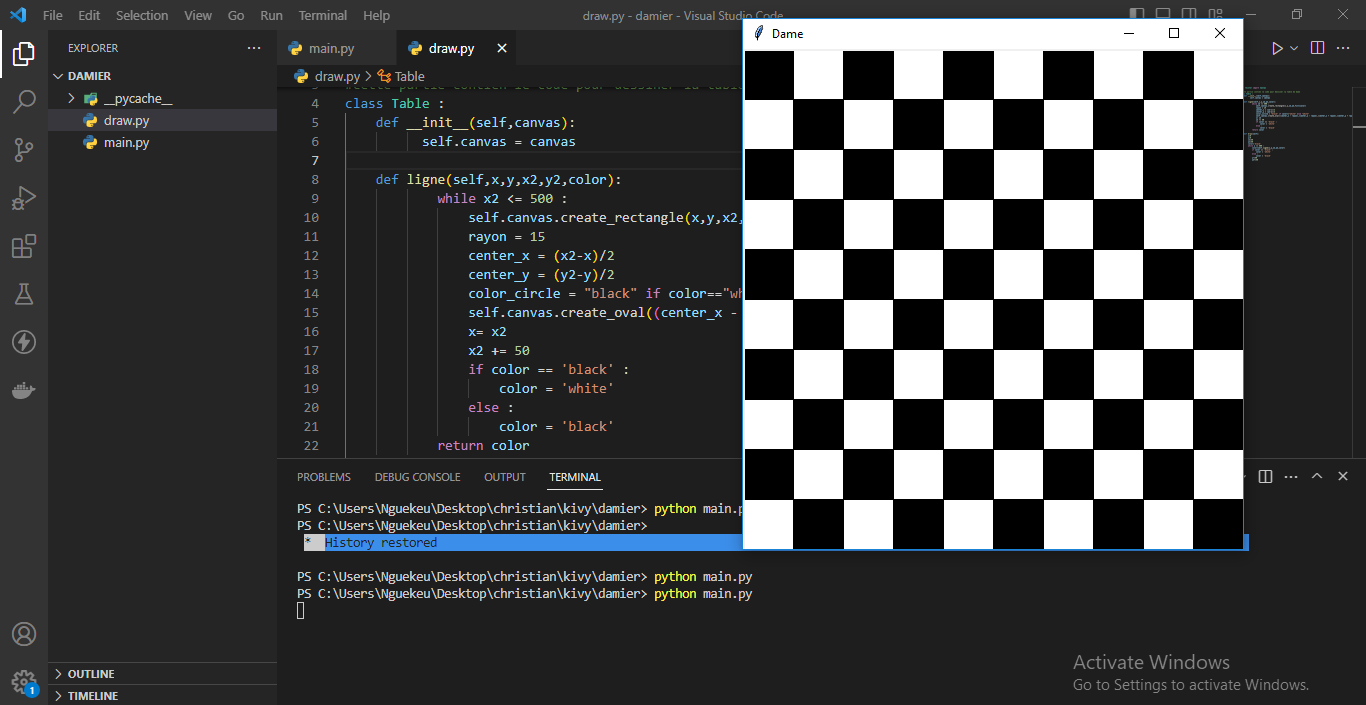 File Edit Selection View Go Run Terminal Help
draw.py - damier - Visual Studio Code
EXPLORER
DAMIER
__pycache__
draw.py
main.py
OUTLINE
TIMELINE
1
main.py
draw.py
draw.py > Table
4 class Table :
5 def __init__(self,canvas):
6 self.canvas = canvas
7
8 def ligne(self,x,y,x2,y2,color):
9 while x2 <= 500 :
10 self.canvas.create_rectangle(x,y,x2,
11 rayon = 15
12 center_x = (x2-x)/2
13 center_y = (y2-y)/2
14 color_circle = "black" if color=="wh
15 self.canvas.create_oval((center_x -
16 x= x2
17 x2 += 50
18 if color == 'black' :
19 color = 'white'
20 else :
21 color = 'black'
22 return color
Dame
PROBLEMS DEBUG CONSOLE OUTPUT TERMINAL
PS C:\Users\Nguekeu\Desktop\christian\kivy\damier> python main.p
PS C:\Users\Nguekeu\Desktop\christian\kivy\damier>
* History restored
PS C:\Users\Nguekeu\Desktop\christian\kivy\damier> python main.py
PS C:\Users\Nguekeu\Desktop\christian\kivy\damier> python main.py
Activate Windows
Go to Settings to activate Windows.